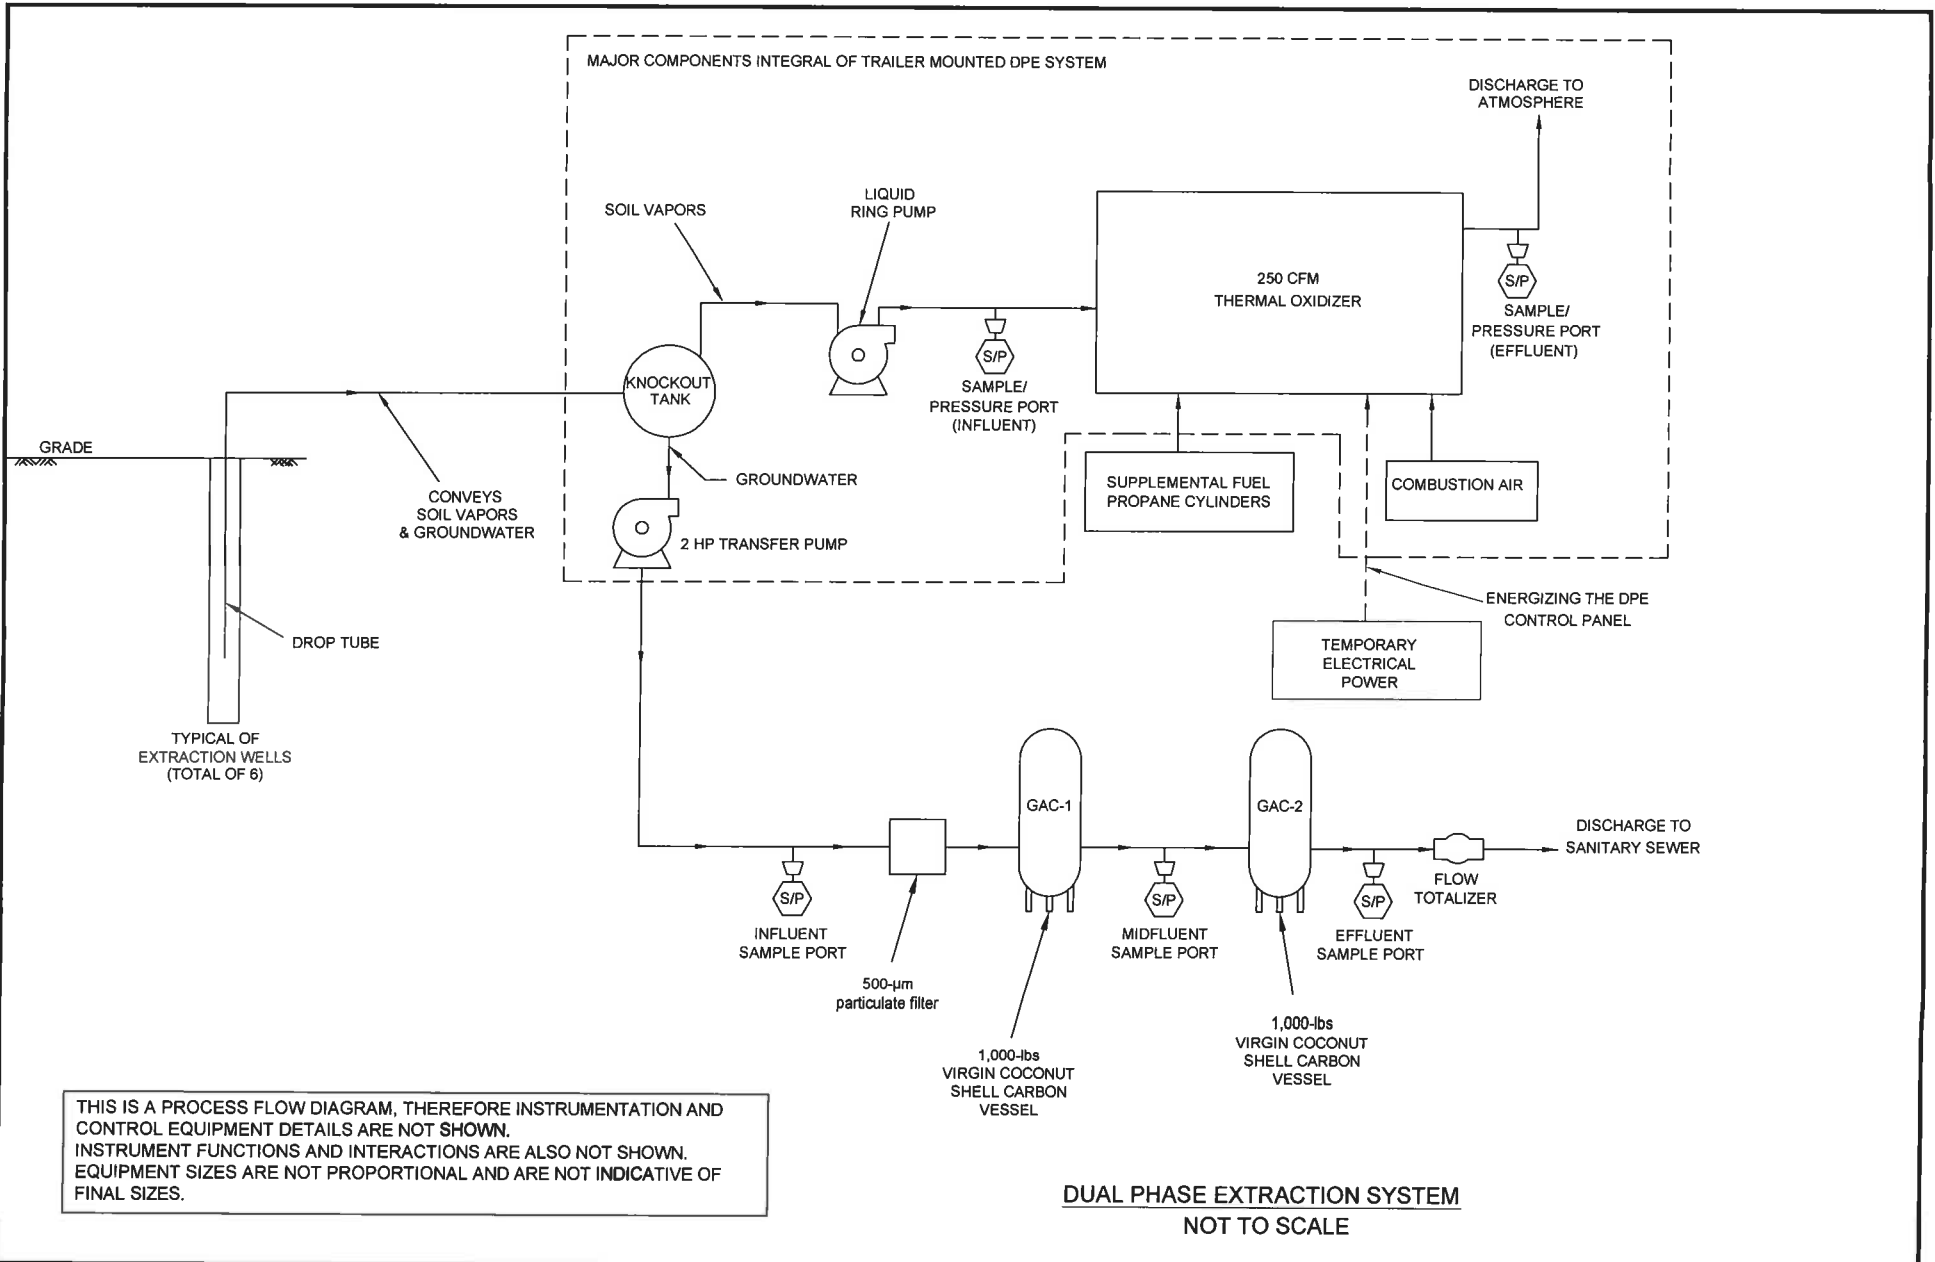 MAJOR COMPONENTS INTEGRAL OF TRAILER MOUNTED DPE SYSTEM
DISCHARGE TO
ATMOSPHERE
SOIL VAPORS
LIQUID
RING PUMP
250 CFM
THERMAL OXIDIZER
S/P
SAMPLE/
PRESSURE PORT
(EFFLUENT)
S/P
SAMPLE/
PRESSURE PORT
(INFLUENT)
KNOCKOUT
TANK
GRADE
CONVEYS
SOIL VAPORS
& GROUNDWATER
GROUNDWATER
2 HP TRANSFER PUMP
SUPPLEMENTAL FUEL
PROPANE CYLINDERS
COMBUSTION AIR
ENERGIZING THE DPE
CONTROL PANEL
TEMPORARY
ELECTRICAL
POWER
DROP TUBE
TYPICAL OF
EXTRACTION WELLS
(TOTAL OF 6)
GAC-1
GAC-2
DISCHARGE TO
SANITARY SEWER
FLOW
TOTALIZER
S/P
INFLUENT
SAMPLE PORT
S/P
MIDFLUENT
SAMPLE PORT
S/P
EFFLUENT
SAMPLE PORT
500-µm
particulate filter
1,000-lbs
VIRGIN COCONUT
SHELL CARBON
VESSEL
1,000-lbs
VIRGIN COCONUT
SHELL CARBON
VESSEL
THIS IS A PROCESS FLOW DIAGRAM, THEREFORE INSTRUMENTATION AND
CONTROL EQUIPMENT DETAILS ARE NOT SHOWN.
INSTRUMENT FUNCTIONS AND INTERACTIONS ARE ALSO NOT SHOWN.
EQUIPMENT SIZES ARE NOT PROPORTIONAL AND ARE NOT INDICATIVE OF
FINAL SIZES.
DUAL PHASE EXTRACTION SYSTEM
NOT TO SCALE